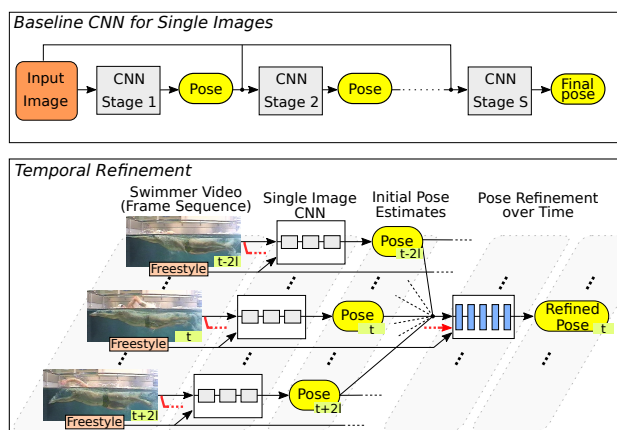 Baseline CNN for Single Images
Input
Image
CNN
Stage 1
Pose
CNN
Stage 2
Pose
CNN
Stage S
Final
pose
Temporal Refinement
Swimmer Video
(Frame Sequence)
Single Image
CNN
Initial Pose
Estimates
Pose Refinement
over Time
t-2l
Freestyle
Pose
t-2l
t
Freestyle
Pose
t
Refined
Pose
t
t+2l
Freestyle
Pose
t+2l